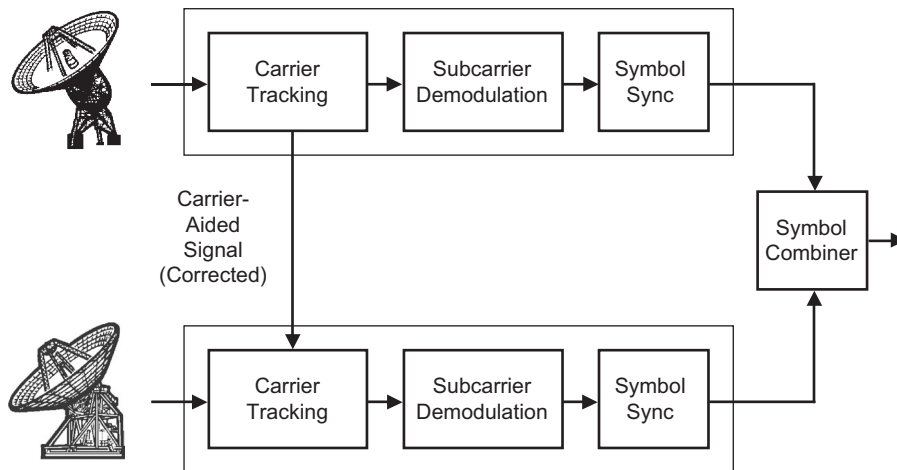 Carrier
Tracking
Subcarrier
Demodulation
Symbol
Sync
Carrier-
Aided
Signal
(Corrected)
Symbol
Combiner
Carrier
Tracking
Subcarrier
Demodulation
Symbol
Sync